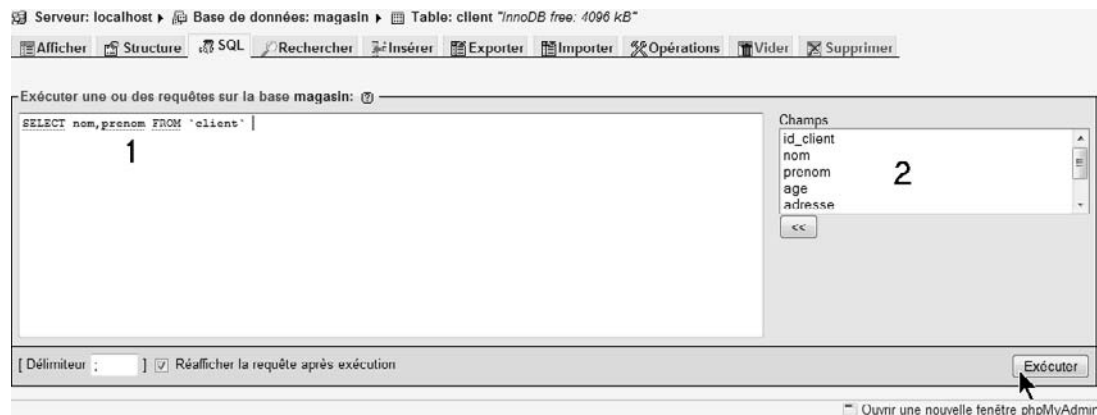 Serveur: localhost ▸ Base de données: magasin ▸ Table: client "InnoDB free: 4096 kB"
Afficher Structure SQL Rechercher Insérer Exporter Importer Opérations Vider Supprimer
Exécuter une ou des requêtes sur la base magasin:
SELECT nom,prenom FROM `client`
1
Champs
id_client
nom
prenom
age
adresse
2
<<
[ Délimiteur ; ] Réafficher la requête après exécution
Exécuter
Ouvrir une nouvelle fenêtre phpMyAdmin